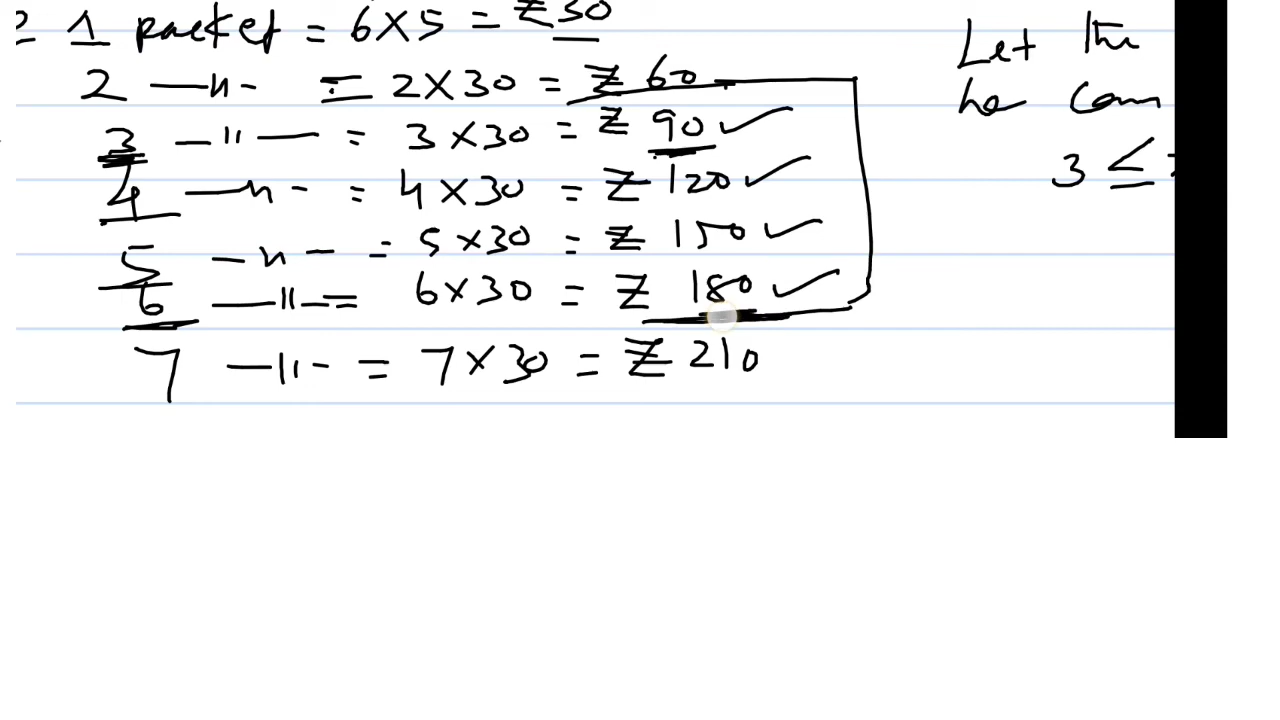 = 1 packet = 6 x 5 = ₹ 30
2 —"— = 2 x 30 = ₹ 60
3 —"— = 3 x 30 = ₹ 90 ✓
4 —"— = 4 x 30 = ₹ 120 ✓
5 —"— = 5 x 30 = ₹ 150 ✓
6 —"— = 6 x 30 = ₹ 180 ✓
7 —"— = 7 x 30 = ₹ 210
Let the
he can
3 ≤